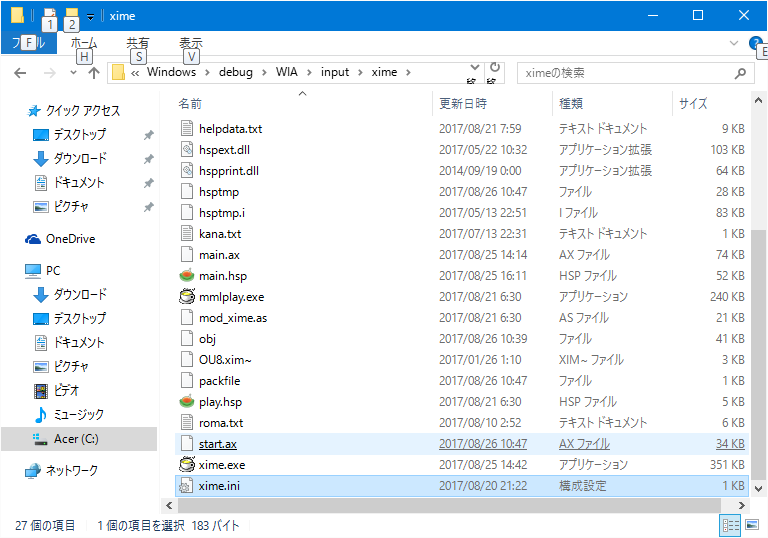 xime
1 2
ファイル ホーム 共有 表示
F H S V E
« Windows › debug › WIA › input › xime › ximeの検索
名前 更新日時 種類 サイズ
クイック アクセス
デスクトップ
ダウンロード
ドキュメント
ピクチャ
OneDrive
PC
ダウンロード
デスクトップ
ドキュメント
ピクチャ
ビデオ
ミュージック
Acer (C:)
ネットワーク
helpdata.txt 2017/08/21 7:59 テキスト ドキュメント 9 KB
hspext.dll 2017/05/22 10:32 アプリケーション拡張 103 KB
hspprint.dll 2014/09/19 0:00 アプリケーション拡張 64 KB
hsptmp 2017/08/26 10:47 ファイル 28 KB
hsptmp.i 2017/05/13 22:51 I ファイル 83 KB
kana.txt 2017/07/13 22:31 テキスト ドキュメント 1 KB
main.ax 2017/08/25 14:14 AX ファイル 74 KB
main.hsp 2017/08/25 16:11 HSP ファイル 52 KB
mmlplay.exe 2017/08/21 6:30 アプリケーション 240 KB
mod_xime.as 2017/08/21 6:30 AS ファイル 21 KB
obj 2017/08/26 10:39 ファイル 41 KB
OU8.xim~ 2017/01/26 1:10 XIM~ ファイル 3 KB
packfile 2017/08/26 10:47 ファイル 1 KB
play.hsp 2017/08/21 6:30 HSP ファイル 5 KB
roma.txt 2017/08/10 2:52 テキスト ドキュメント 6 KB
start.ax 2017/08/26 10:47 AX ファイル 34 KB
xime.exe 2017/08/25 14:42 アプリケーション 351 KB
xime.ini 2017/08/20 21:22 構成設定 1 KB
27 個の項目 1 個の項目を選択 183 バイト